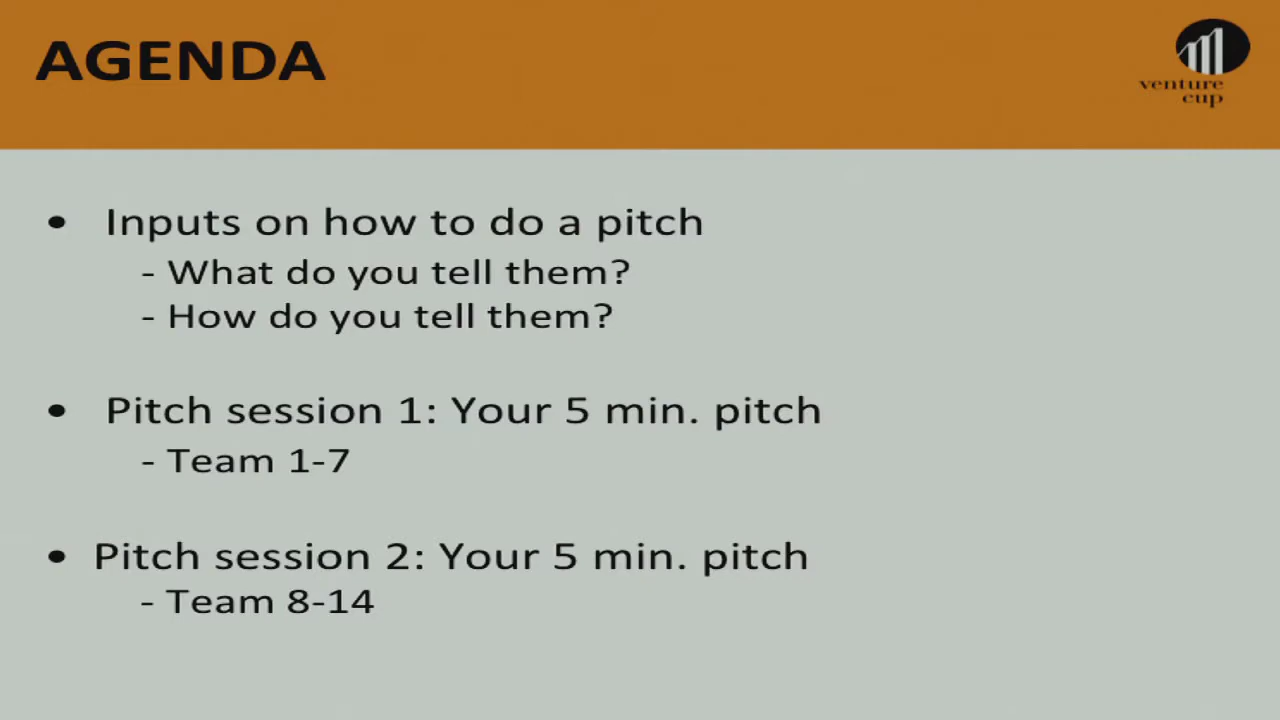 AGENDA
venture
cup
• Inputs on how to do a pitch
- What do you tell them?
- How do you tell them?
• Pitch session 1: Your 5 min. pitch
- Team 1-7
• Pitch session 2: Your 5 min. pitch
- Team 8-14